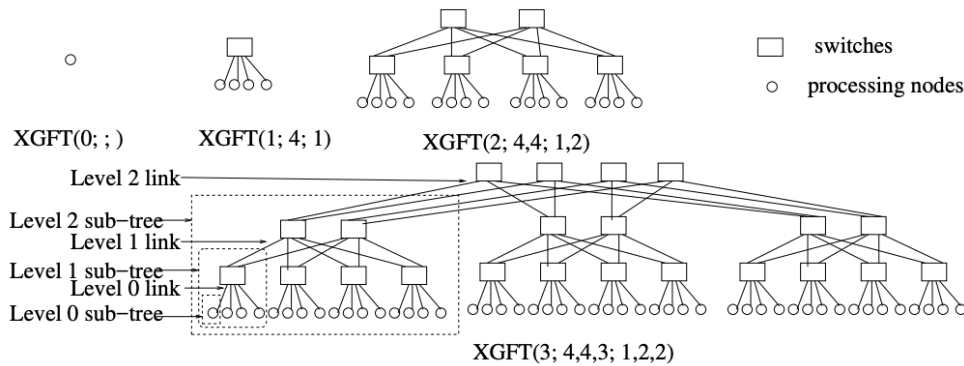 switches
processing nodes
XGFT(0; ; )
XGFT(1; 4; 1)
XGFT(2; 4,4; 1,2)
Level 2 link
Level 2 sub-tree
Level 1 link
Level 1 sub-tree
Level 0 link
Level 0 sub-tree
XGFT(3; 4,4,3; 1,2,2)